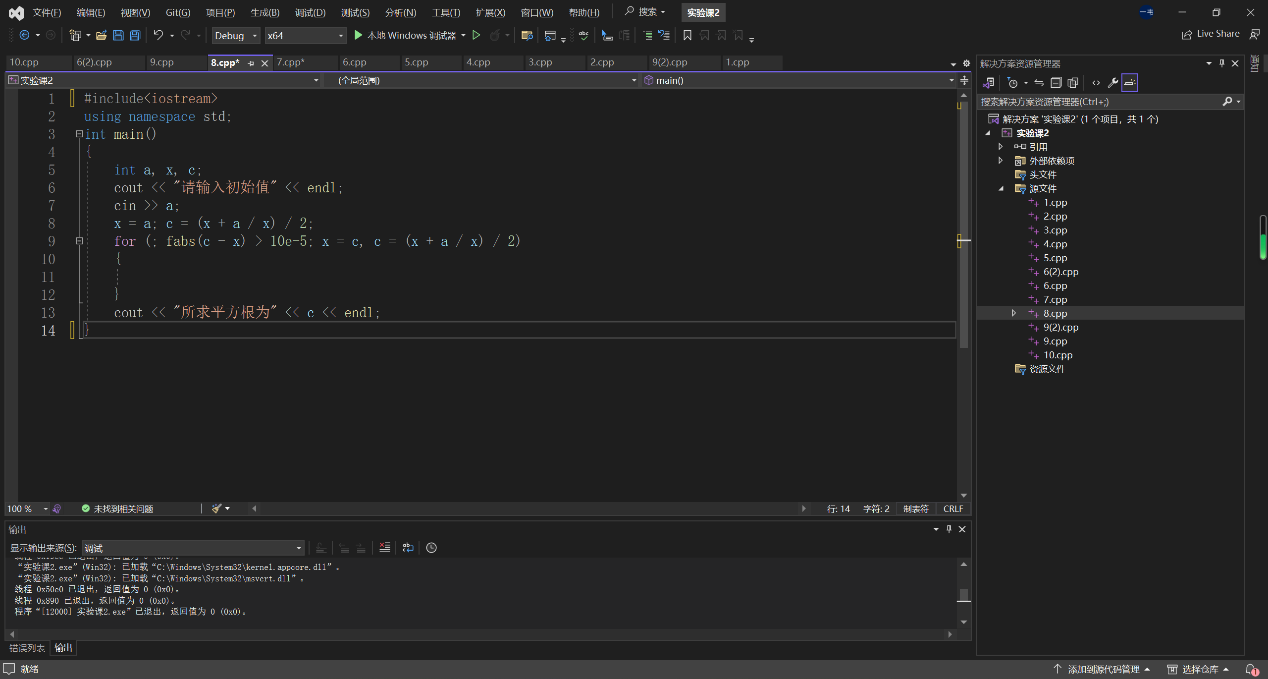 文件(F) 编辑(E) 视图(V) Git(G) 项目(P) 生成(B) 调试(D) 测试(S) 分析(N) 工具(T) 扩展(X) 窗口(W) 帮助(H) 搜索 实验课2
Debug x64 本地 Windows 调试器 Live Share
10.cpp 6(2).cpp 9.cpp 8.cpp* 7.cpp* 6.cpp 5.cpp 4.cpp 3.cpp 2.cpp 9(2).cpp 1.cpp
实验课2 (全局范围) main()
1 #include<iostream>
2 using namespace std;
3 int main()
4 {
5 int a, x, c;
6 cout << "请输入初始值" << endl;
7 cin >> a;
8 x = a; c = (x + a / x) / 2;
9 for (; fabs(c - x) > 10e-5; x = c, c = (x + a / x) / 2)
10 {
11
12 }
13 cout << "所求平方根为" << c << endl;
14 }
100 % 未找到相关问题 行: 14 字符: 2 制表符 CRLF
输出
显示输出来源(S): 调试
“实验课2.exe”(Win32): 已加载“C:\Windows\System32\kernel.appcore.dll”。
“实验课2.exe”(Win32): 已加载“C:\Windows\System32\msvcrt.dll”。
线程 0x50c0 已退出，返回值为 0 (0x0)。
线程 0x890 已退出，返回值为 0 (0x0)。
程序“[12000] 实验课2.exe”已退出，返回值为 0 (0x0)。
错误列表 输出
就绪 添加到源代码管理 选择仓库 1
解决方案资源管理器
搜索解决方案资源管理器(Ctrl+;)
解决方案 '实验课2' (1 个项目，共 1 个)
实验课2
引用
外部依赖项
头文件
源文件
1.cpp
2.cpp
3.cpp
4.cpp
5.cpp
6(2).cpp
6.cpp
7.cpp
8.cpp
9(2).cpp
9.cpp
10.cpp
资源文件